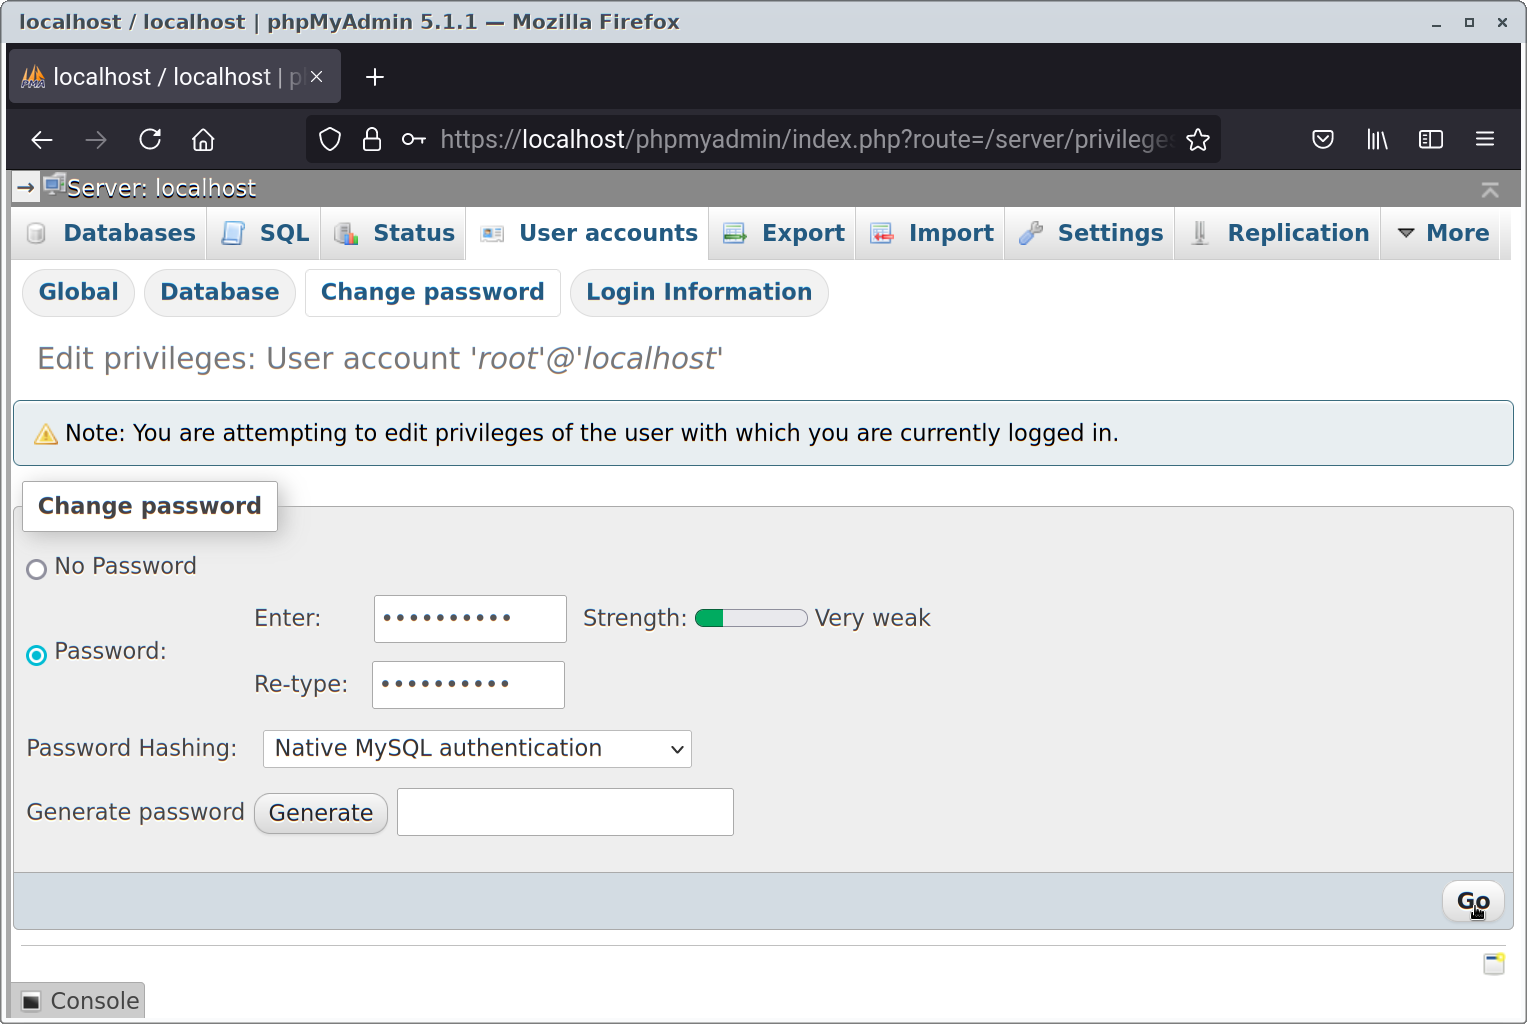 localhost / localhost | phpMyAdmin 5.1.1 — Mozilla Firefox
localhost / localhost | p
https://localhost/phpmyadmin/index.php?route=/server/privilege
Server: localhost
Databases SQL Status User accounts Export Import Settings Replication More
Global Database Change password Login Information
Edit privileges: User account 'root'@'localhost'
Note: You are attempting to edit privileges of the user with which you are currently logged in.
Change password
No Password
Enter: •••••••••• Strength: Very weak
Password:
Re-type: ••••••••••
Password Hashing: Native MySQL authentication
Generate password Generate
Go
Console